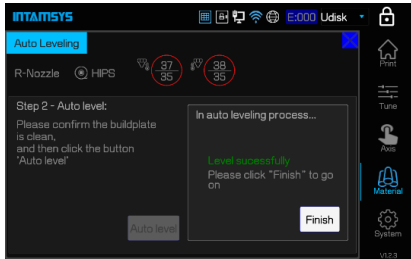 INTAMSYS
E:000 Udisk
Auto Leveling
R-Nozzle HIPS 37/35 38/35
Print
Tune
Axis
Material
System
V1.2.3
Step 2 - Auto level:
Please confirm the buildplate
is clean,
and then click the button
"Auto level"
Auto level
In auto leveling process...
Level sucessfully
Please click "Finish" to go
on
Finish